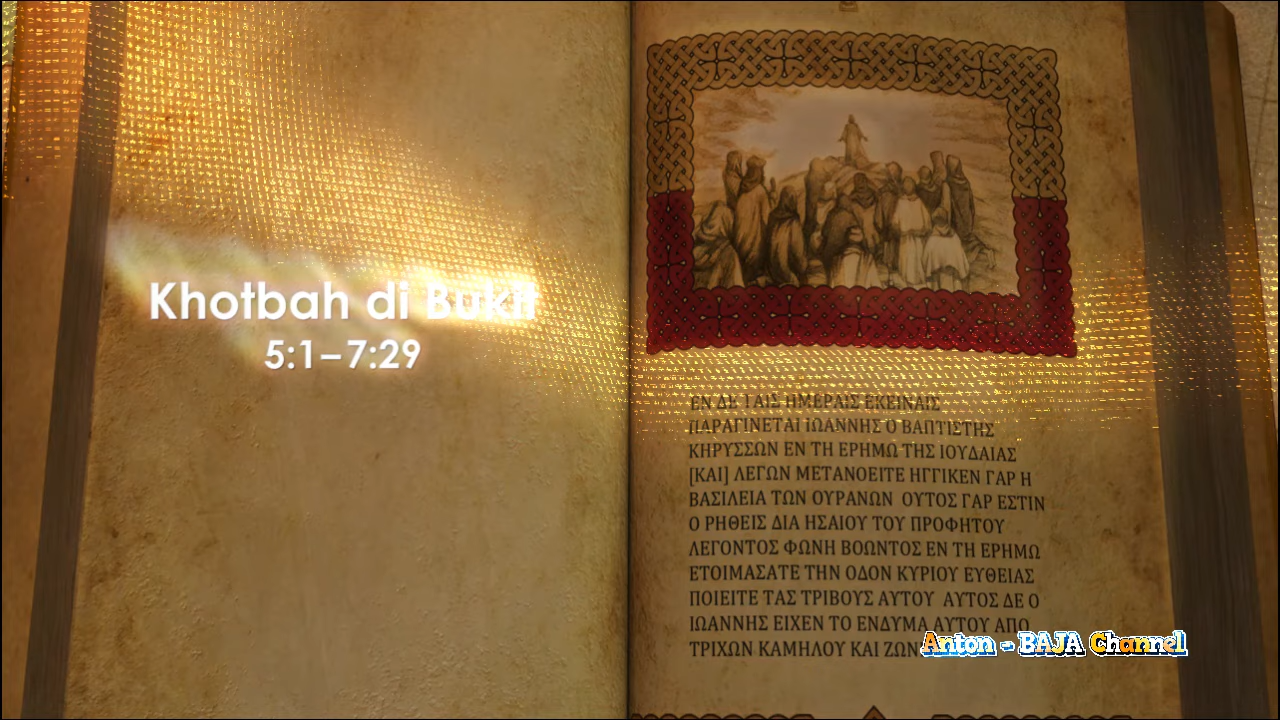 Khotbah di Bukit
5:1–7:29
ΕΝ ΔΕ ΤΑΙΣ ΗΜΕΡΑΙΣ ΕΚΕΙΝΑΙΣ
ΠΑΡΑΓΙΝΕΤΑΙ ΙΩΑΝΝΗΣ Ο ΒΑΠΤΙΣΤΗΣ
ΚΗΡΥΣΣΩΝ ΕΝ ΤΗ ΕΡΗΜΩ ΤΗΣ ΙΟΥΔΑΙΑΣ
[ΚΑΙ] ΛΕΓΩΝ ΜΕΤΑΝΟΕΙΤΕ ΗΓΓΙΚΕΝ ΓΑΡ Η
ΒΑΣΙΛΕΙΑ ΤΩΝ ΟΥΡΑΝΩΝ ΟΥΤΟΣ ΓΑΡ ΕΣΤΙΝ
Ο ΡΗΘΕΙΣ ΔΙΑ ΗΣΑΙΟΥ ΤΟΥ ΠΡΟΦΗΤΟΥ
ΛΕΓΟΝΤΟΣ ΦΩΝΗ ΒΟΩΝΤΟΣ ΕΝ ΤΗ ΕΡΗΜΩ
ΕΤΟΙΜΑΣΑΤΕ ΤΗΝ ΟΔΟΝ ΚΥΡΙΟΥ ΕΥΘΕΙΑΣ
ΠΟΙΕΙΤΕ ΤΑΣ ΤΡΙΒΟΥΣ ΑΥΤΟΥ ΑΥΤΟΣ ΔΕ Ο
ΙΩΑΝΝΗΣ ΕΙΧΕΝ ΤΟ ΕΝΔΥΜΑ ΑΥΤΟΥ ΑΠΟ
ΤΡΙΧΩΝ ΚΑΜΗΛΟΥ ΚΑΙ
Anton - BAJA Channel